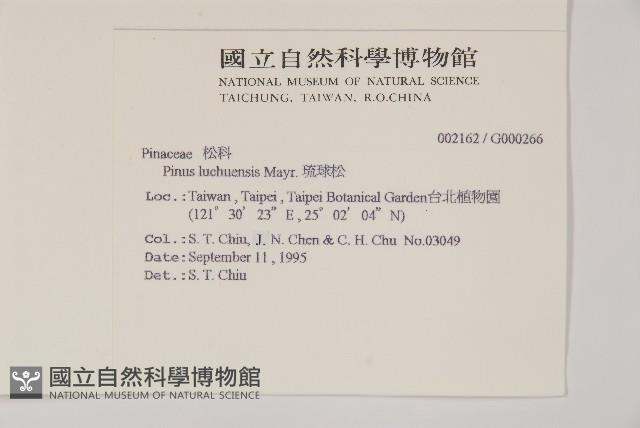 國立自然科學博物館
NATIONAL MUSEUM OF NATURAL SCIENCE
TAICHUNG, TAIWAN, R.O.CHINA
002162 / G000266
Pinaceae 松科
Pinus luchuensis Mayr. 琉球松
Loc.: Taiwan , Taipei , Taipei Botanical Garden台北植物園
(121° 30' 23" E , 25° 02' 04" N)
Col.: S. T. Chiu, J. N. Chen & C. H. Chu No.03049
Date: September 11 , 1995
Det.: S. T. Chiu
國立自然科學博物館
NATIONAL MUSEUM OF NATURAL SCIENCE